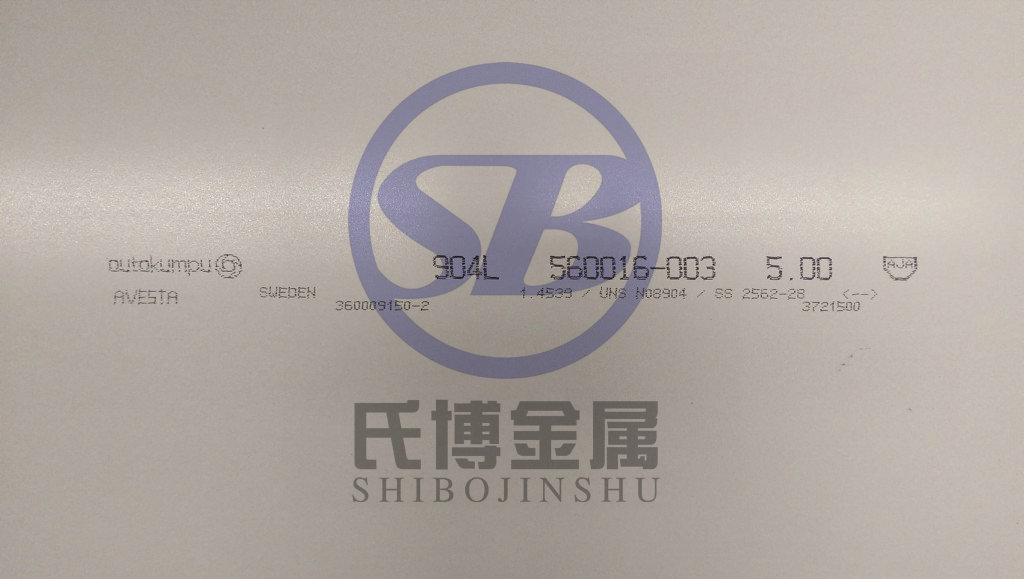 SB
outokumpu 904L 560016-003 5.00 AJA
AVESTA SWEDEN 1.4539 / UNS N08904 / SS 2562-28 <-->
360009150-2 3721500
氏博金属
SHIBOJINSHU